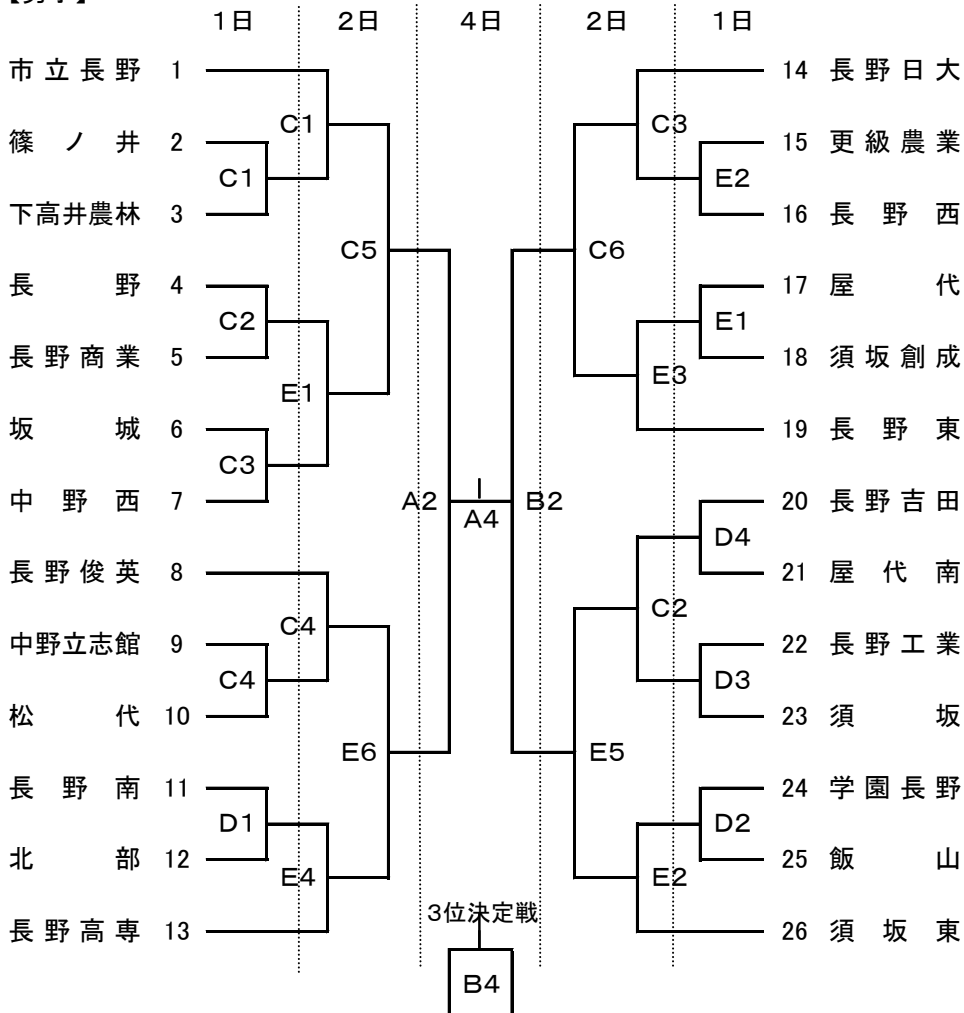 1日 2日 4日 2日 1日
市立長野 1 14 長野日大
C1 C3
篠ノ井 2 15 更級農業
C1 E2
下高井農林 3 16 長野西
C5 C6
長野 4 17 屋代
C2 E1
長野商業 5 18 須坂創成
E1 E3
坂城 6 19 長野東
C3
中野西 7 A2 A4 B2 20 長野吉田
D4
長野俊英 8 21 屋代南
C4 C2
中野立志館 9 22 長野工業
C4 D3
松代 10 23 須坂
E6 E5
長野南 11 24 学園長野
D1 D2
北部 12 25 飯山
E4 E2
3位決定戦
長野高専 13 26 須坂東
B4